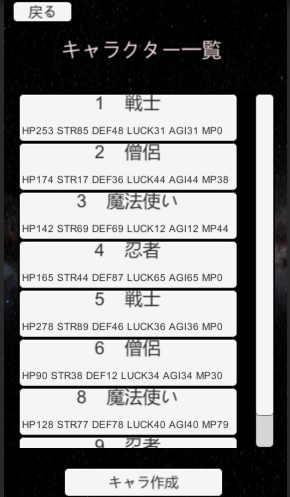 戻る
キャラクター一覧
1 戦士
HP253 STR85 DEF48 LUCK31 AGI31 MP0
2 僧侶
HP174 STR17 DEF36 LUCK44 AGI44 MP38
3 魔法使い
HP142 STR69 DEF69 LUCK12 AGI12 MP44
4 忍者
HP165 STR44 DEF87 LUCK65 AGI65 MP0
5 戦士
HP278 STR89 DEF46 LUCK36 AGI36 MP0
6 僧侶
HP90 STR38 DEF12 LUCK34 AGI34 MP30
8 魔法使い
HP128 STR77 DEF78 LUCK40 AGI40 MP79
9 忍者
キャラ作成